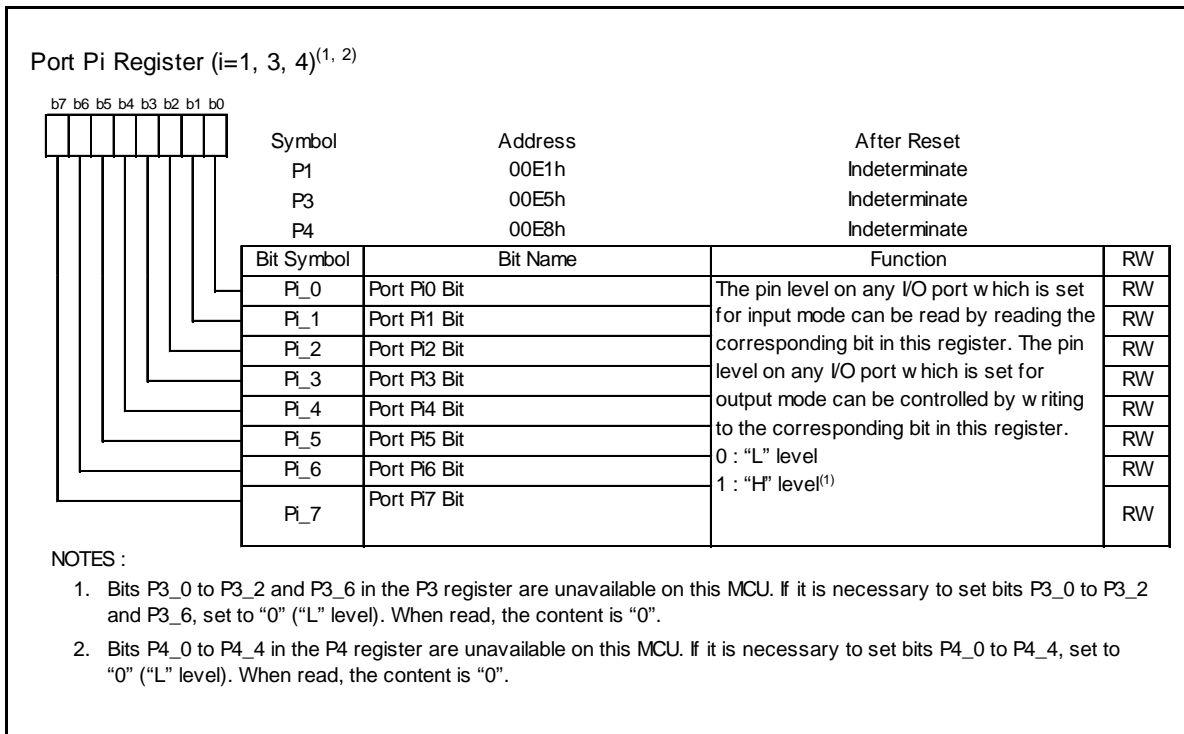 Port Pi Register (i=1, 3, 4)(1, 2)
b7 b6 b5 b4 b3 b2 b1 b0
Symbol Address After Reset
P1 00E1h Indeterminate
P3 00E5h Indeterminate
P4 00E8h Indeterminate
Bit Symbol Bit Name Function RW
Pi_0 Port Pi0 Bit The pin level on any I/O port which is set RW
Pi_1 Port Pi1 Bit for input mode can be read by reading the RW
Pi_2 Port Pi2 Bit corresponding bit in this register. The pin RW
Pi_3 Port Pi3 Bit level on any I/O port which is set for RW
Pi_4 Port Pi4 Bit output mode can be controlled by writing RW
Pi_5 Port Pi5 Bit to the corresponding bit in this register. RW
Pi_6 Port Pi6 Bit 0 : “L” level RW
Port Pi7 Bit 1 : “H” level(1)
Pi_7 RW
NOTES :
1. Bits P3_0 to P3_2 and P3_6 in the P3 register are unavailable on this MCU. If it is necessary to set bits P3_0 to P3_2
and P3_6, set to “0” (“L” level). When read, the content is “0”.
2. Bits P4_0 to P4_4 in the P4 register are unavailable on this MCU. If it is necessary to set bits P4_0 to P4_4, set to
“0” (“L” level). When read, the content is “0”.